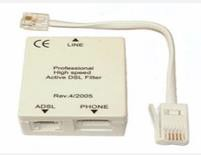 CE
LINE
Professional
High speed
Active DSL Filter
Rev.4/2005
ADSL PHONE